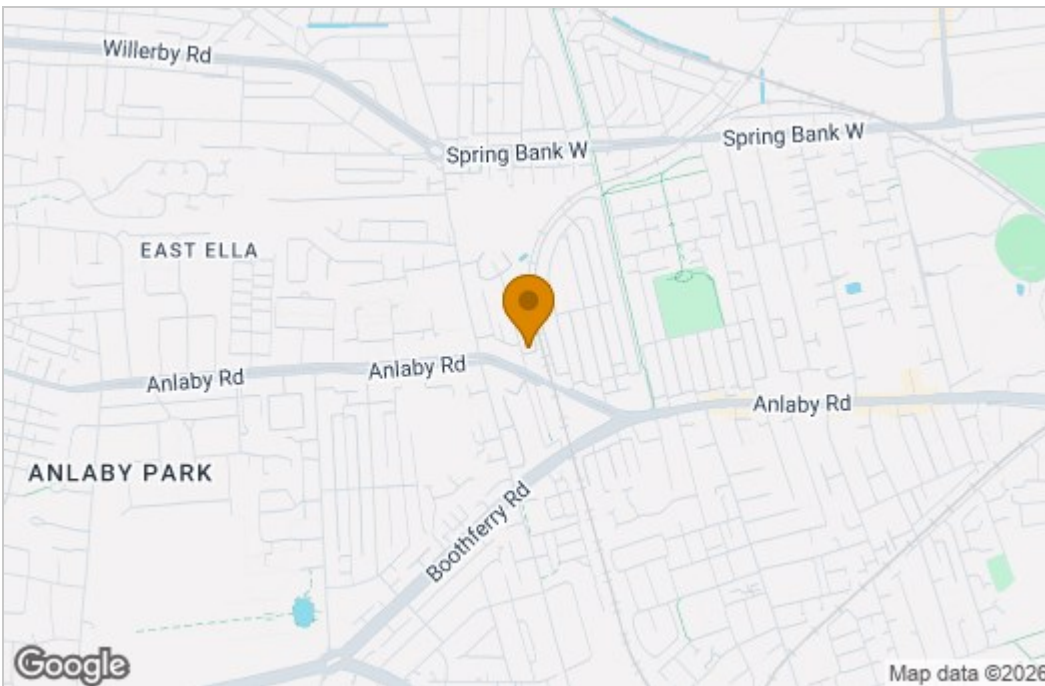 Willerby Rd
Spring Bank W
Spring Bank W
EAST ELLA
Anlaby Rd
Anlaby Rd
Anlaby Rd
ANLABY PARK
Boothferry Rd
Google
Map data ©2026